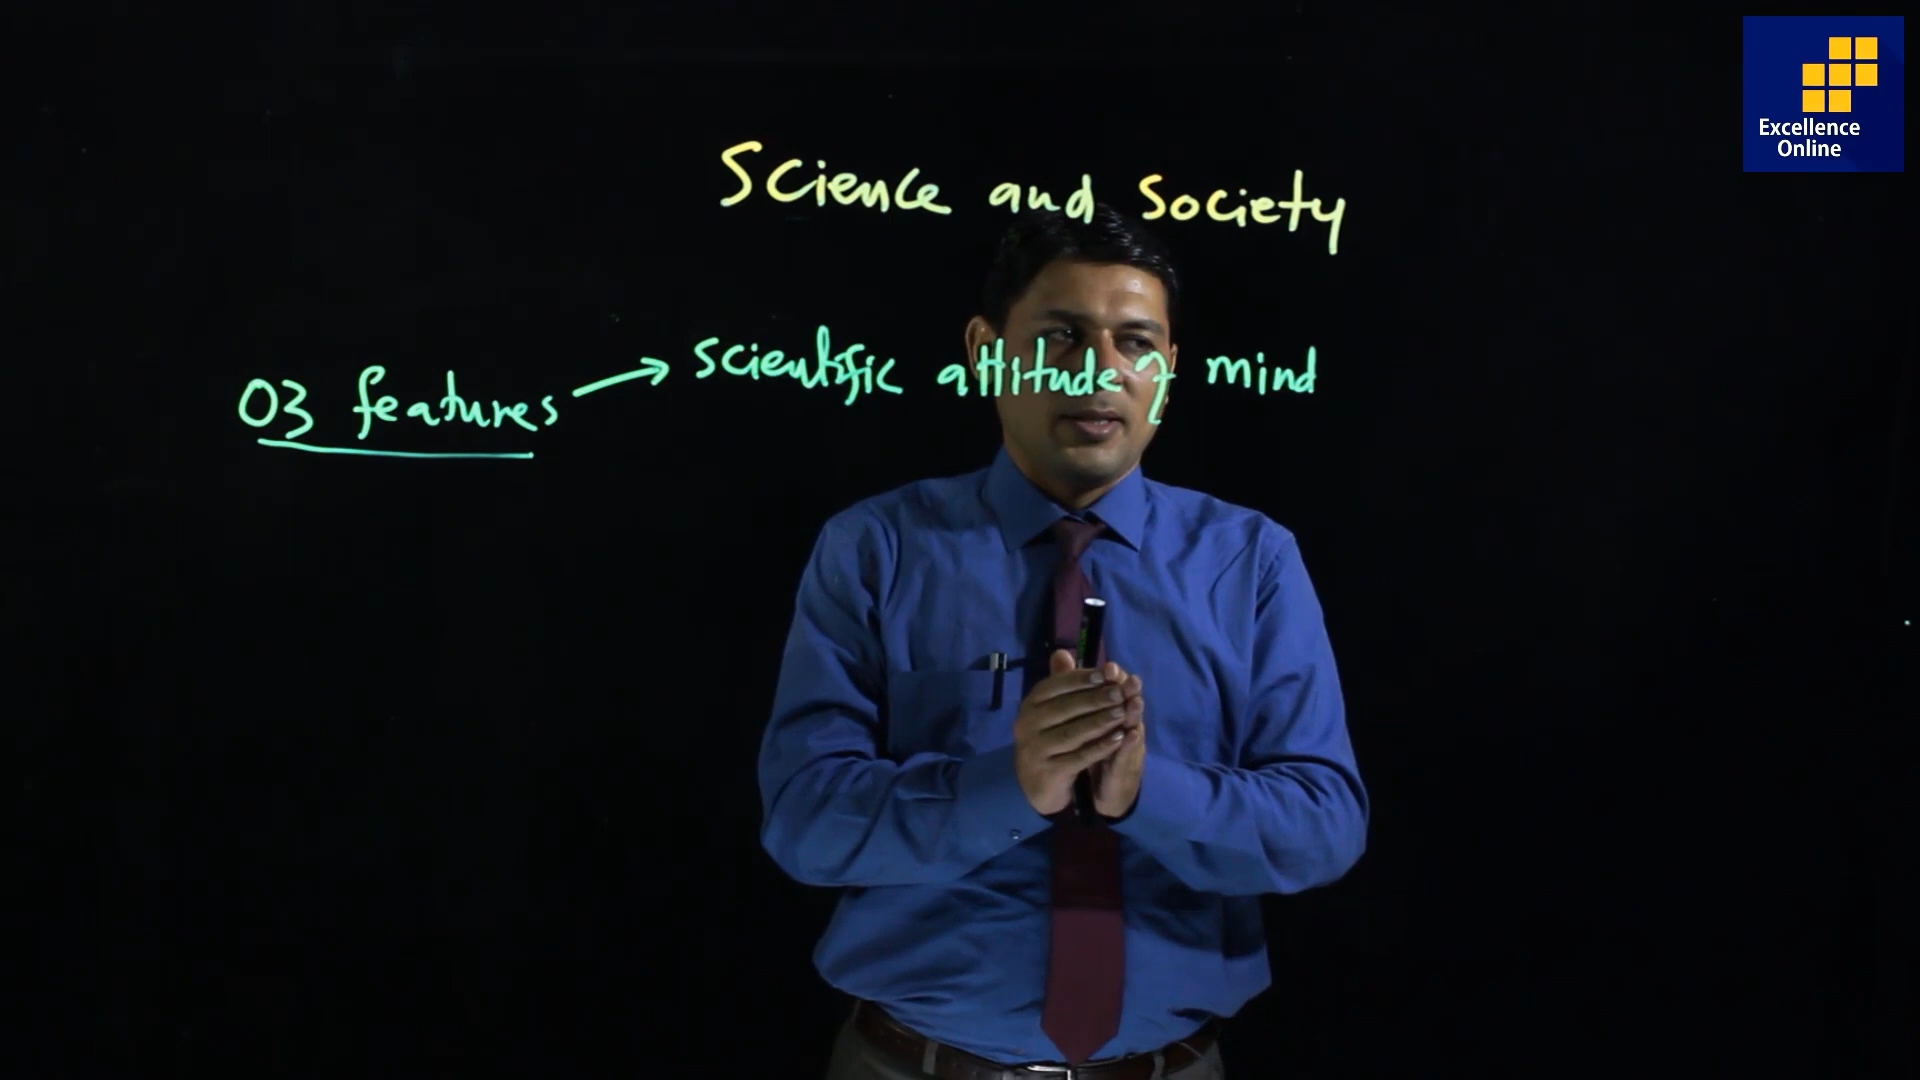 Excellence
Online
Science and Society
03 features → scientific attitude of mind